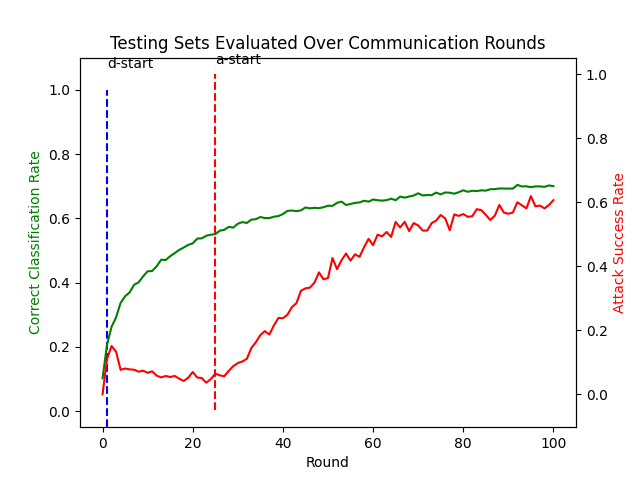 Testing Sets Evaluated Over Communication Rounds
d-start
a-start
Correct Classification Rate
1.0
0.8
0.6
0.4
0.2
0.0
1.0
0.8
0.6
0.4
0.2
0.0
Attack Success Rate
0 20 40 60 80 100
Round